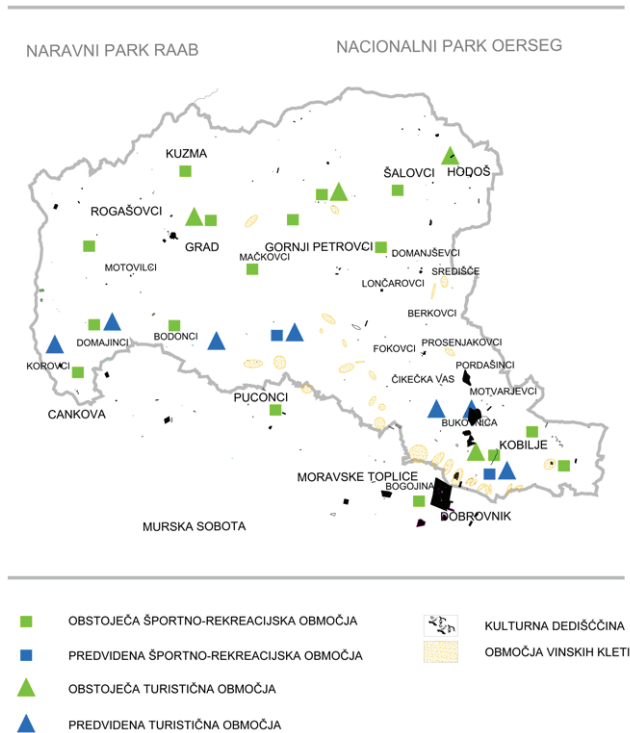 NARAVNI PARK RAAB
NACIONALNI PARK OERSEG
KUZMA
ŠALOVCI
HODOŠ
ROGAŠOVCI
GRAD
GORNJI PETROVCI
DOMANJŠEVCI
MAČKOVCI
MOTOVILCI
SREDIŠČE
LONČAROVCI
BERKOVCI
DOMAJINCI
BODONCI
FOKOVCI
PROSENJAKOVCI
KOROVCI
PORDAŠINCI
ČIKEČKA VAS
MOTVARJEVCI
PUCONCI
CANKOVA
BUKOVNICA
KOBILJE
MORAVSKE TOPLICE
BOGOJINA
DOBROVNIK
MURSKA SOBOTA
OBSTOJEČA ŠPORTNO-REKREACIJSKA OBMOČJA
PREDVIDENA ŠPORTNO-REKREACIJSKA OBMOČJA
OBSTOJEČA TURISTIČNA OBMOČJA
PREDVIDENA TURISTIČNA OBMOČJA
KULTURNA DEDIŠČČINA
OBMOČJA VINSKIH KLETI